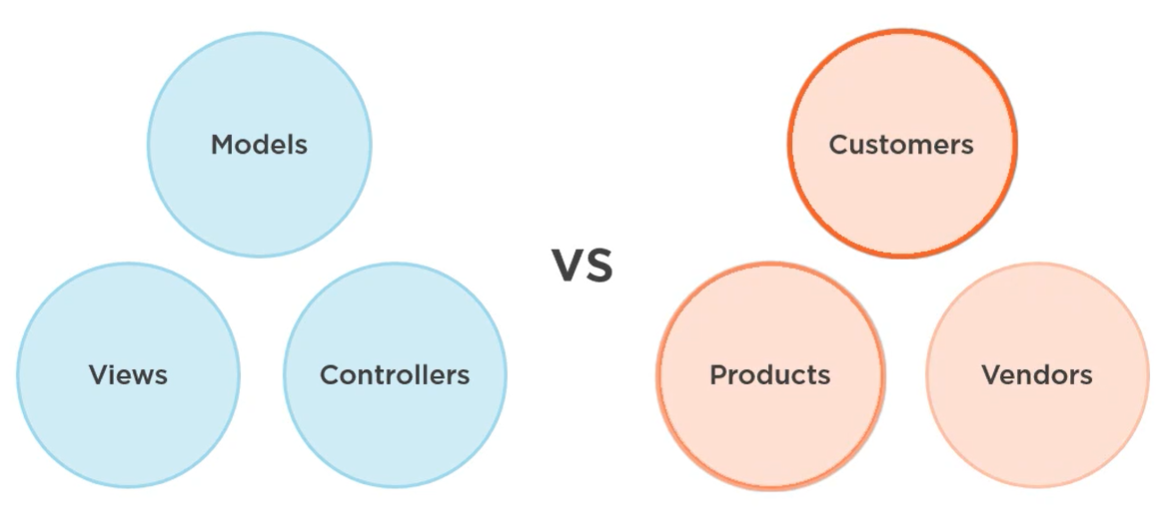 Models
Customers
VS
Views
Controllers
Products
Vendors